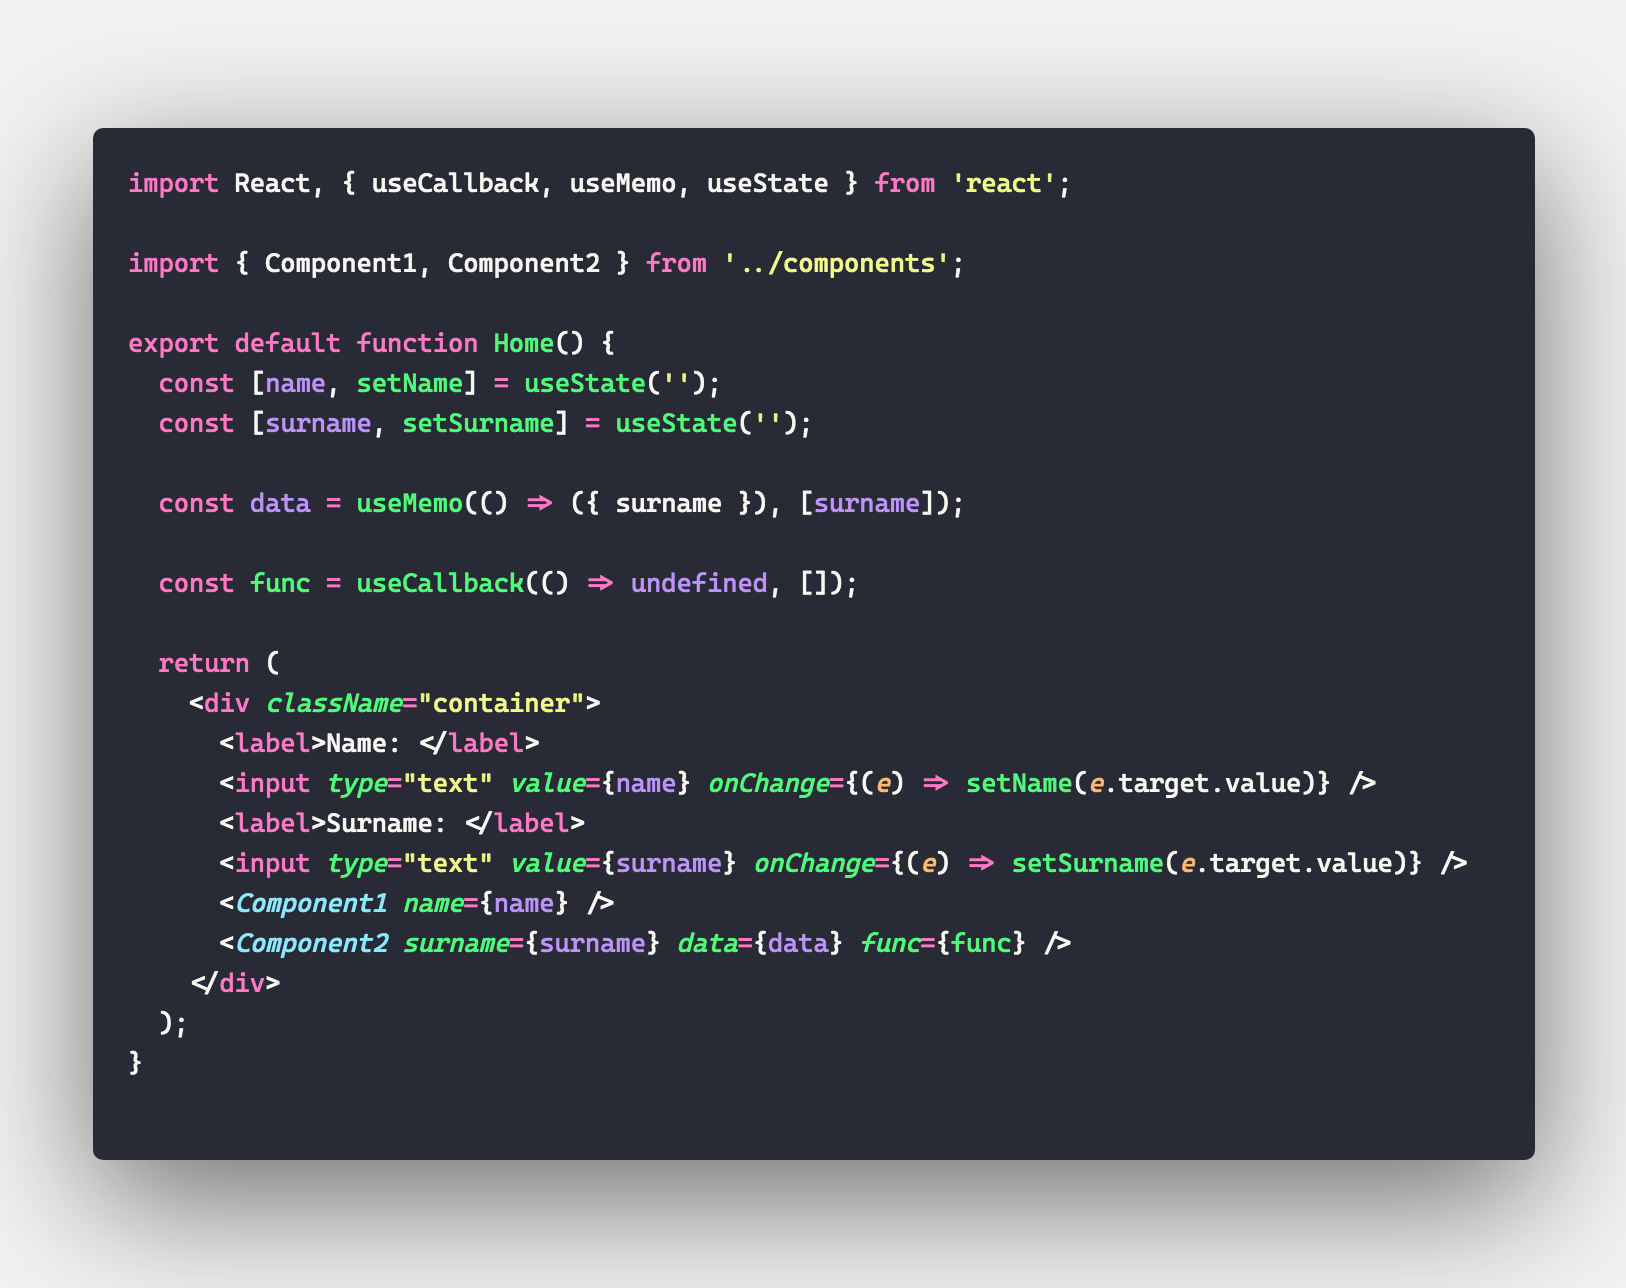 import React, { useCallback, useMemo, useState } from 'react';
import { Component1, Component2 } from '../components';
export default function Home() {
  const [name, setName] = useState('');
  const [surname, setSurname] = useState('');
  const data = useMemo(() => ({ surname }), [surname]);
  const func = useCallback(() => undefined, []);
  return (
    <div className="container">
      <label>Name: </label>
      <input type="text" value={name} onChange={(e) => setName(e.target.value)} />
      <label>Surname: </label>
      <input type="text" value={surname} onChange={(e) => setSurname(e.target.value)} />
      <Component1 name={name} />
      <Component2 surname={surname} data={data} func={func} />
    </div>
  );
}